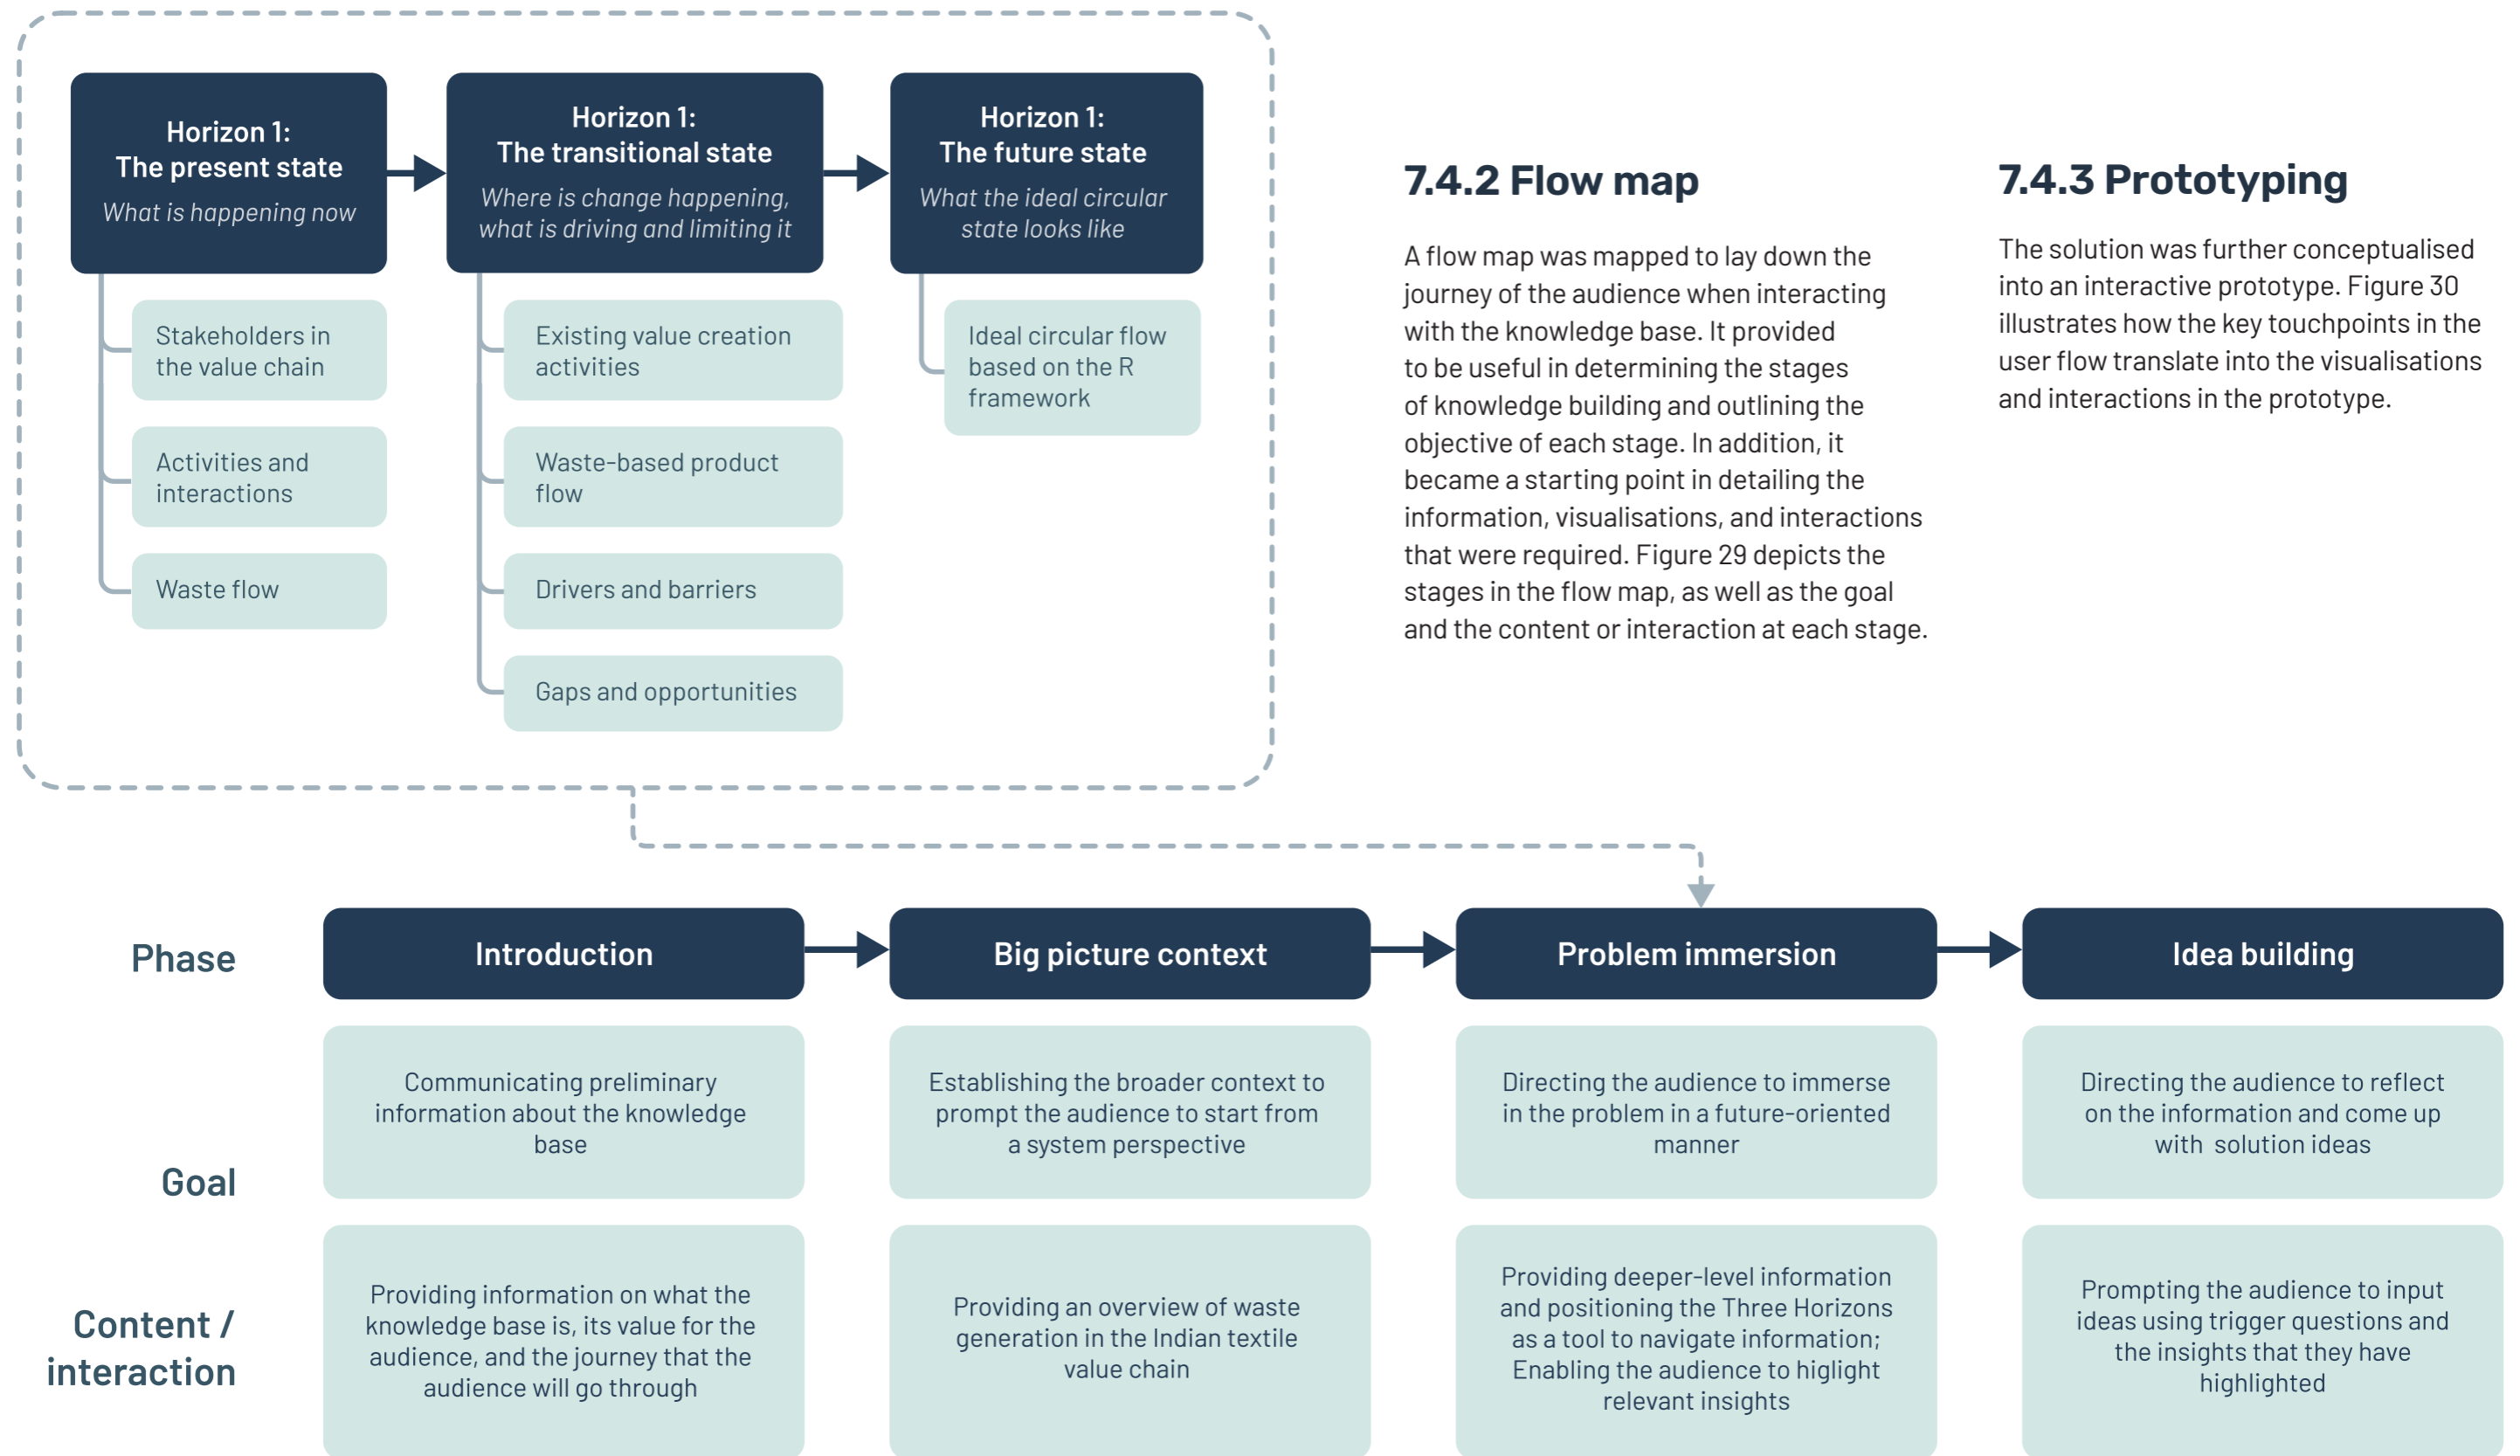 Horizon 1:
The present state
What is happening now
Stakeholders in
the value chain
Activities and
interactions
Waste flow
Horizon 1:
The transitional state
Where is change happening,
what is driving and limiting it
Existing value creation
activities
Waste-based product
flow
Drivers and barriers
Gaps and opportunities
Horizon 1:
The future state
What the ideal circular
state looks like
Ideal circular flow
based on the R
framework
7.4.2 Flow map
A flow map was mapped to lay down the
journey of the audience when interacting
with the knowledge base. It provided
to be useful in determining the stages
of knowledge building and outlining the
objective of each stage. In addition, it
became a starting point in detailing the
information, visualisations, and interactions
that were required. Figure 29 depicts the
stages in the flow map, as well as the goal
and the content or interaction at each stage.
7.4.3 Prototyping
The solution was further conceptualised
into an interactive prototype. Figure 30
illustrates how the key touchpoints in the
user flow translate into the visualisations
and interactions in the prototype.
Phase
Introduction
Big picture context
Problem immersion
Idea building
Goal
Communicating preliminary
information about the knowledge
base
Establishing the broader context to
prompt the audience to start from
a system perspective
Directing the audience to immerse
in the problem in a future-oriented
manner
Directing the audience to reflect
on the information and come up
with  solution ideas
Content /
interaction
Providing information on what the
knowledge base is, its value for the
audience, and the journey that the
audience will go through
Providing an overview of waste
generation in the Indian textile
value chain
Providing deeper-level information
and positioning the Three Horizons
as a tool to navigate information;
Enabling the audience to higlight
relevant insights
Prompting the audience to input
ideas using trigger questions and
the insights that they have
highlighted